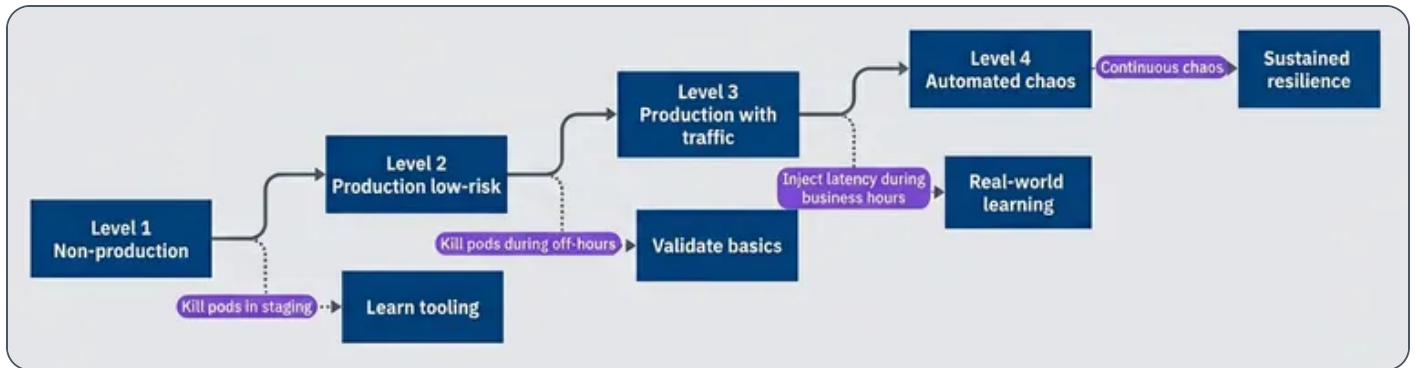 Level 1
Non-production
Kill pods in staging
Learn tooling
Level 2
Production low-risk
Kill pods during off-hours
Validate basics
Level 3
Production with
traffic
Inject latency during
business hours
Real-world
learning
Level 4
Automated chaos
Continuous chaos
Sustained
resilience